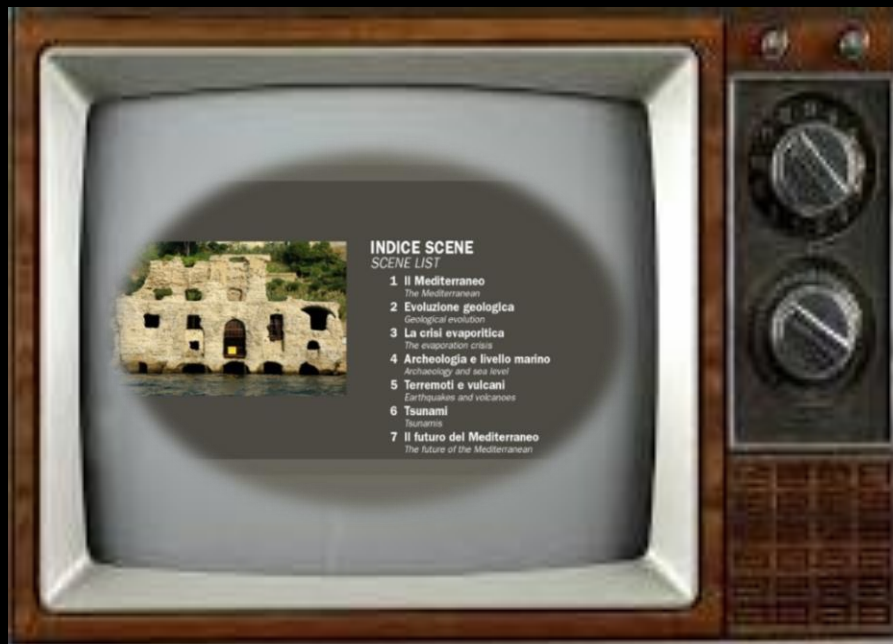 INDICE SCENE
SCENE LIST
1 Il Mediterraneo
The Mediterranean
2 Evoluzione geologica
Geological evolution
3 La crisi evaporitica
The evaporation crisis
4 Archeologia e livello marino
Archaeology and sea level
5 Terremoti e vulcani
Earthquakes and volcanoes
6 Tsunami
Tsunamis
7 Il futuro del Mediterraneo
The future of the Mediterranean